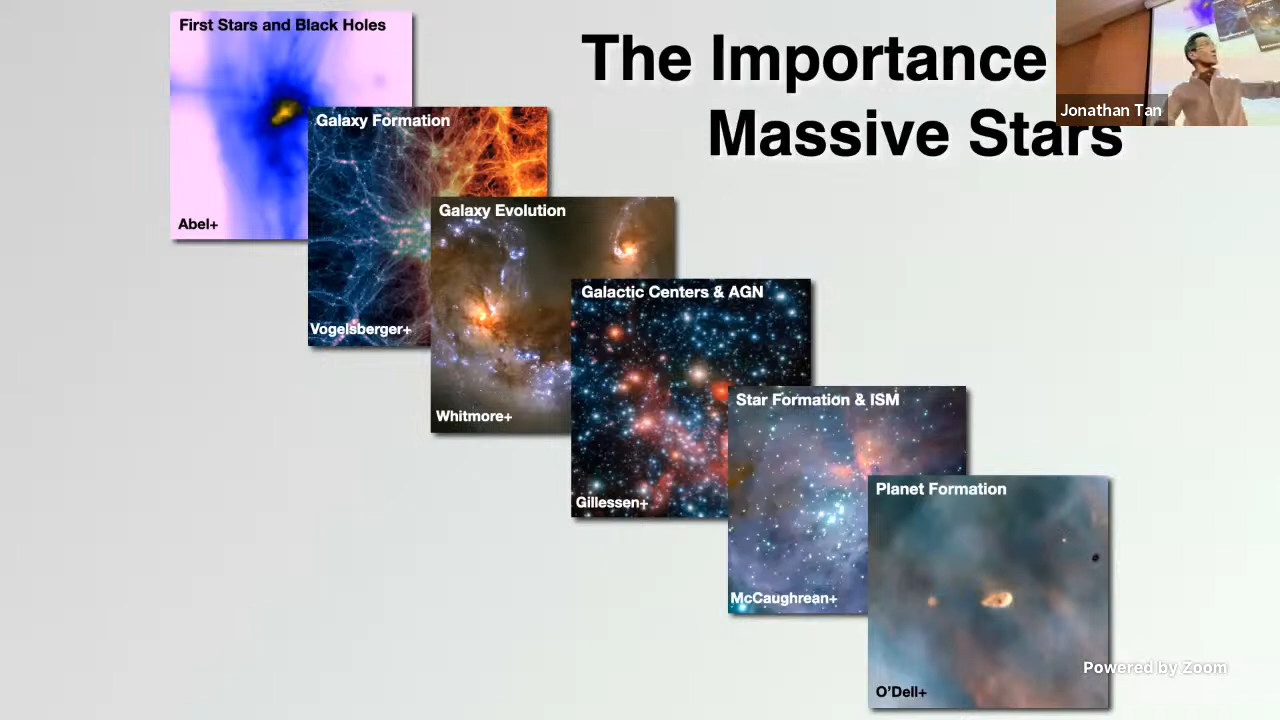 First Stars and Black Holes
The Importance
Massive Stars
Jonathan Tan
Galaxy Formation
Abel+
Galaxy Evolution
Galactic Centers & AGN
Vogelsberger+
Star Formation & ISM
Whitmore+
Planet Formation
Gillessen+
McCaughrean+
Powered by Zoom
O'Dell+